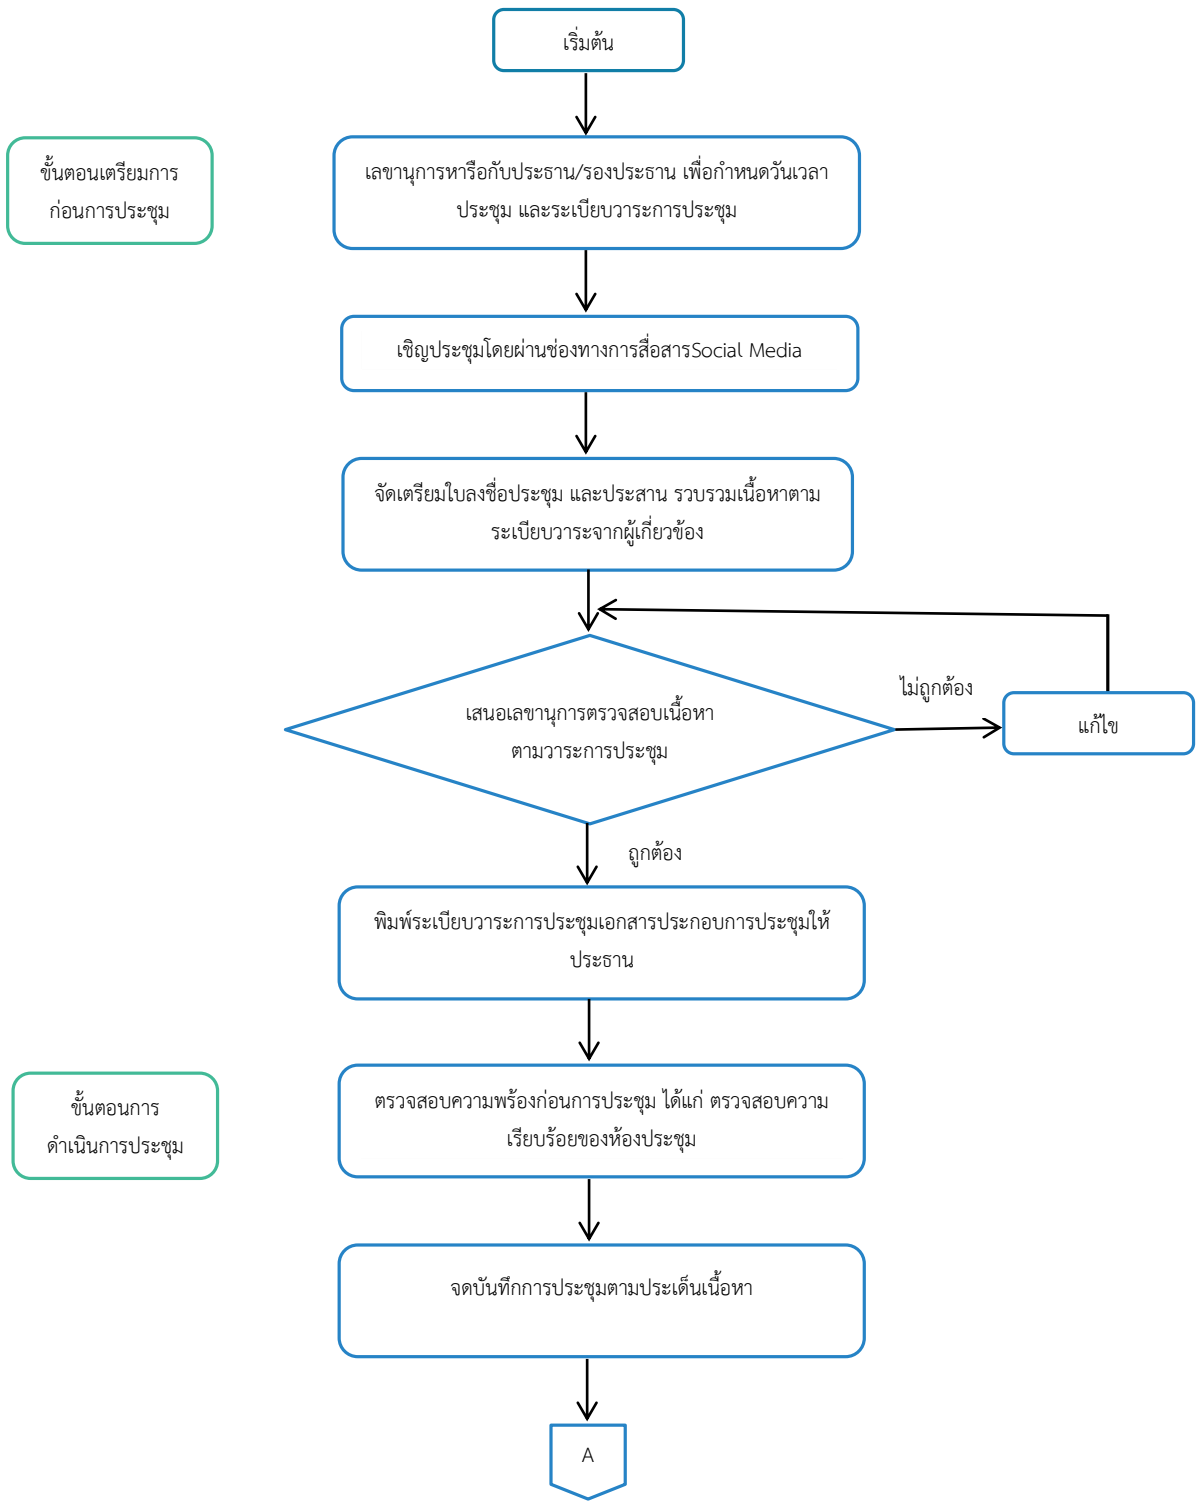 เริ่มต้น
ขั้นตอนเตรียมการ
ก่อนการประชุม
เลขานุการหารือกับประธาน/รองประธาน เพื่อกำหนดวันเวลา
ประชุม และระเบียบวาระการประชุม
เชิญประชุมโดยผ่านช่องทางการสื่อสารSocial Media
จัดเตรียมใบลงชื่อประชุม และประสาน รวบรวมเนื้อหาตาม
ระเบียบวาระจากผู้เกี่ยวข้อง
เสนอเลขานุการตรวจสอบเนื้อหา
ตามวาระการประชุม
ไม่ถูกต้อง
แก้ไข
ถูกต้อง
พิมพ์ระเบียบวาระการประชุมเอกสารประกอบการประชุมให้
ประธาน
ขั้นตอนการ
ดำเนินการประชุม
ตรวจสอบความพร้องก่อนการประชุม ได้แก่ ตรวจสอบความ
เรียบร้อยของห้องประชุม
จดบันทึกการประชุมตามประเด็นเนื้อหา
A